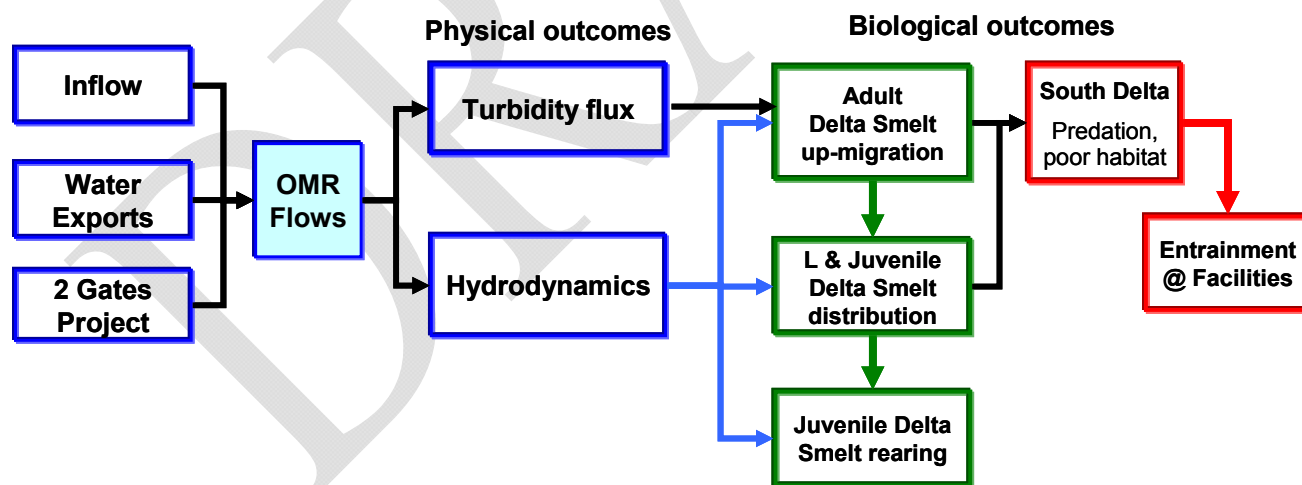 Physical outcomes
Biological outcomes
Inflow
Water
Exports
2 Gates
Project
OMR
Flows
Turbidity flux
Hydrodynamics
Adult
Delta Smelt
up-migration
L & Juvenile
Delta Smelt
distribution
Juvenile Delta
Smelt rearing
South Delta
Predation,
poor habitat
Entrainment
@ Facilities